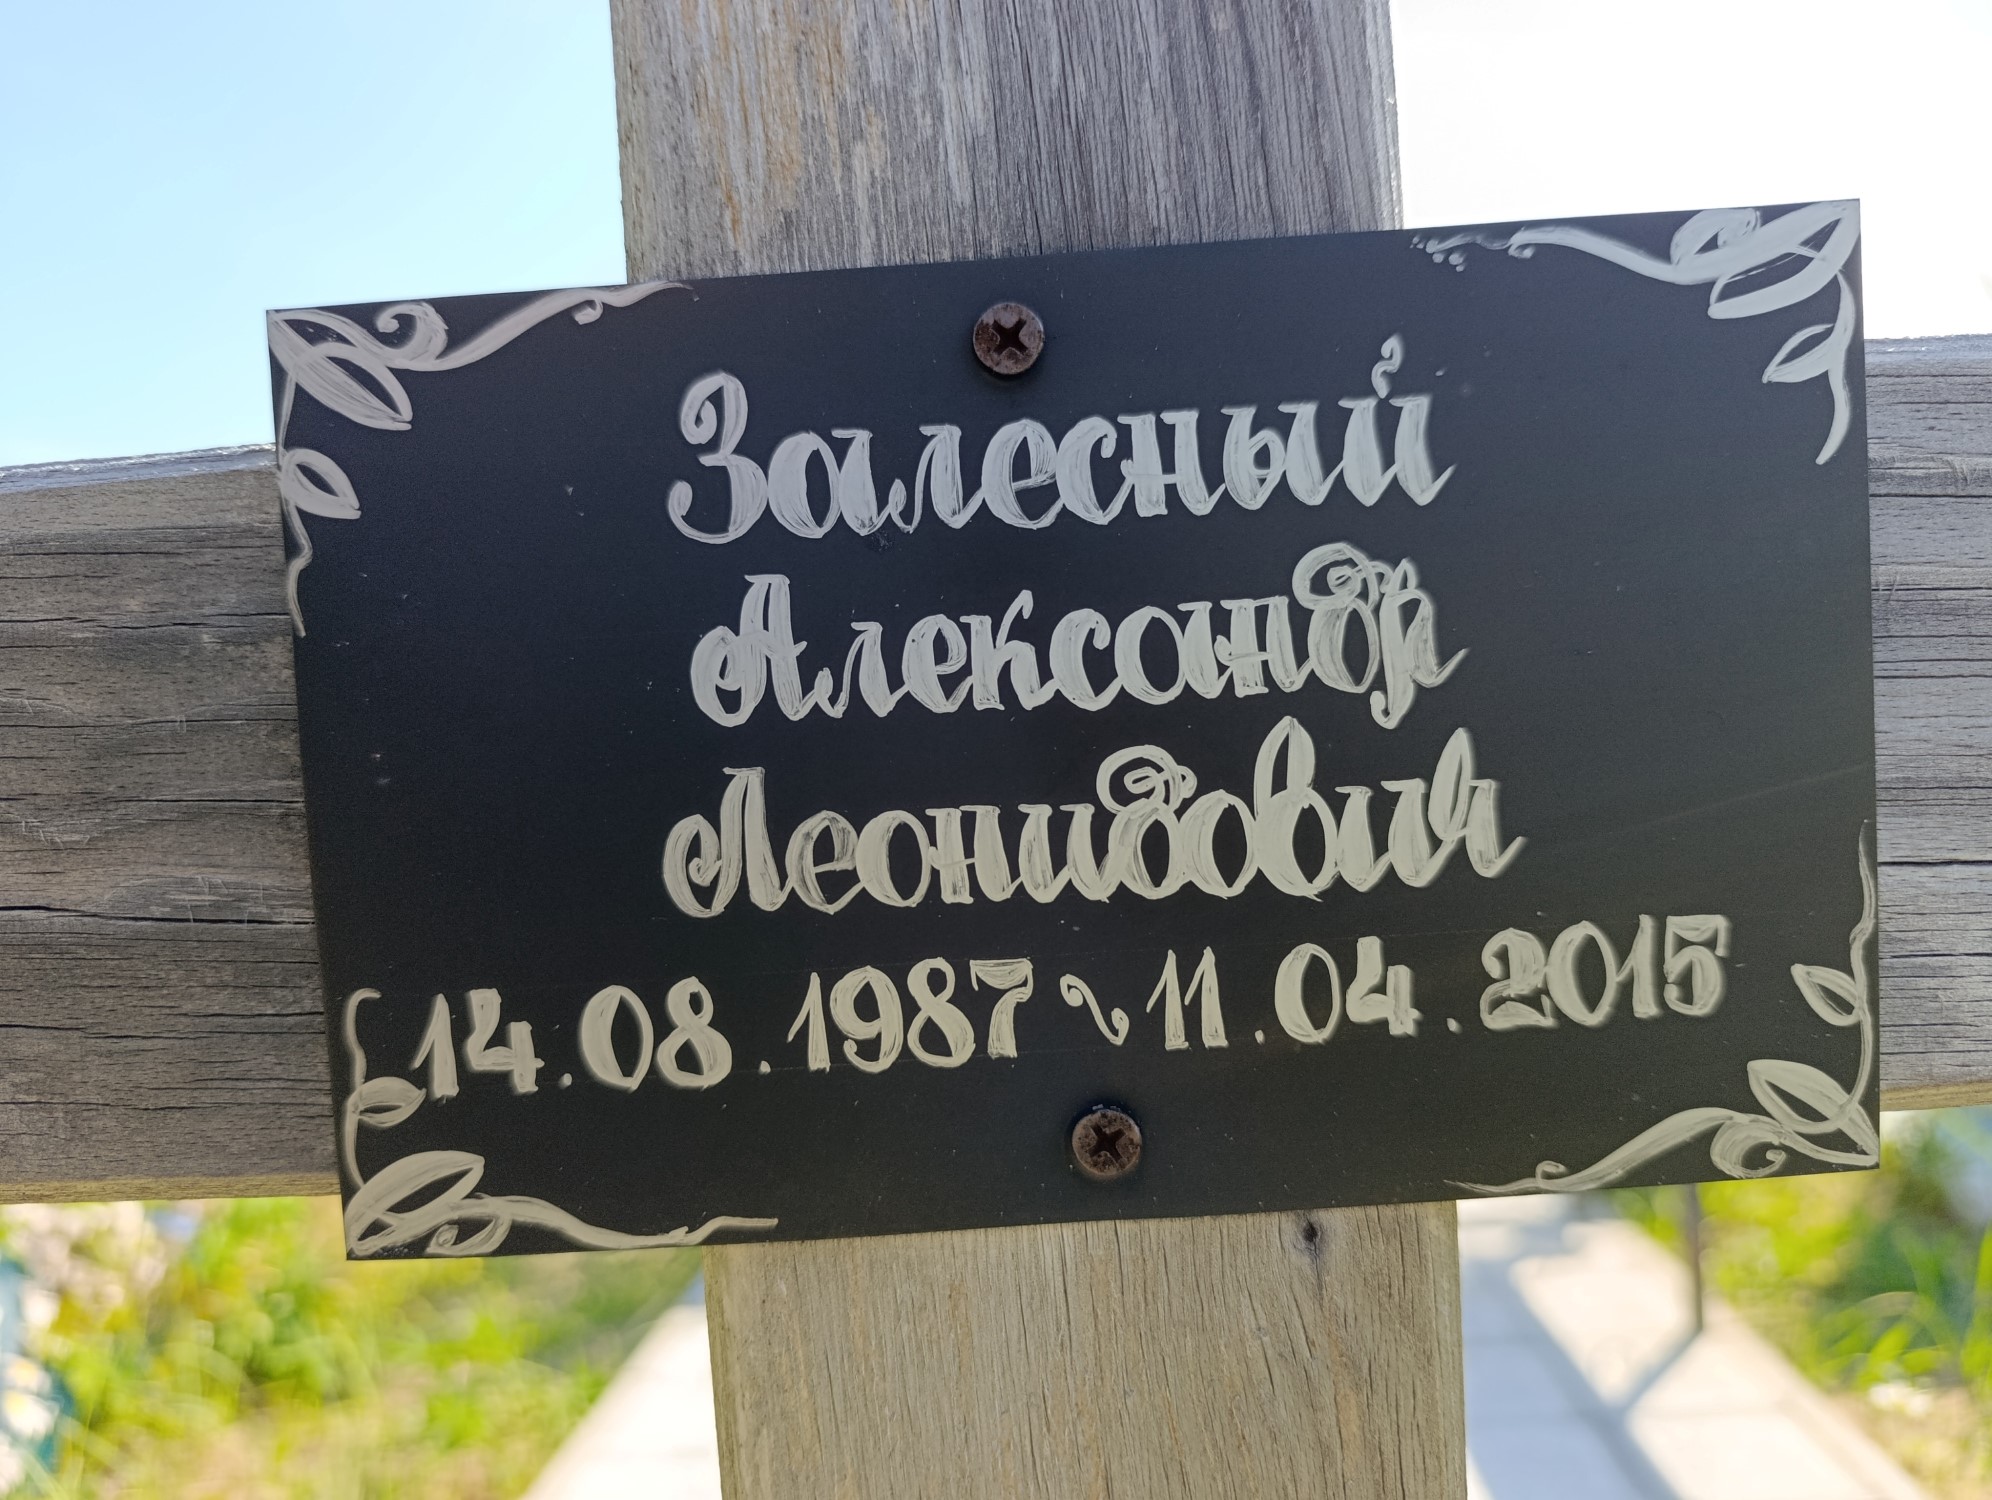 Залесный
Александр
Леонидович
14.08.1987 ~ 11.04.2015